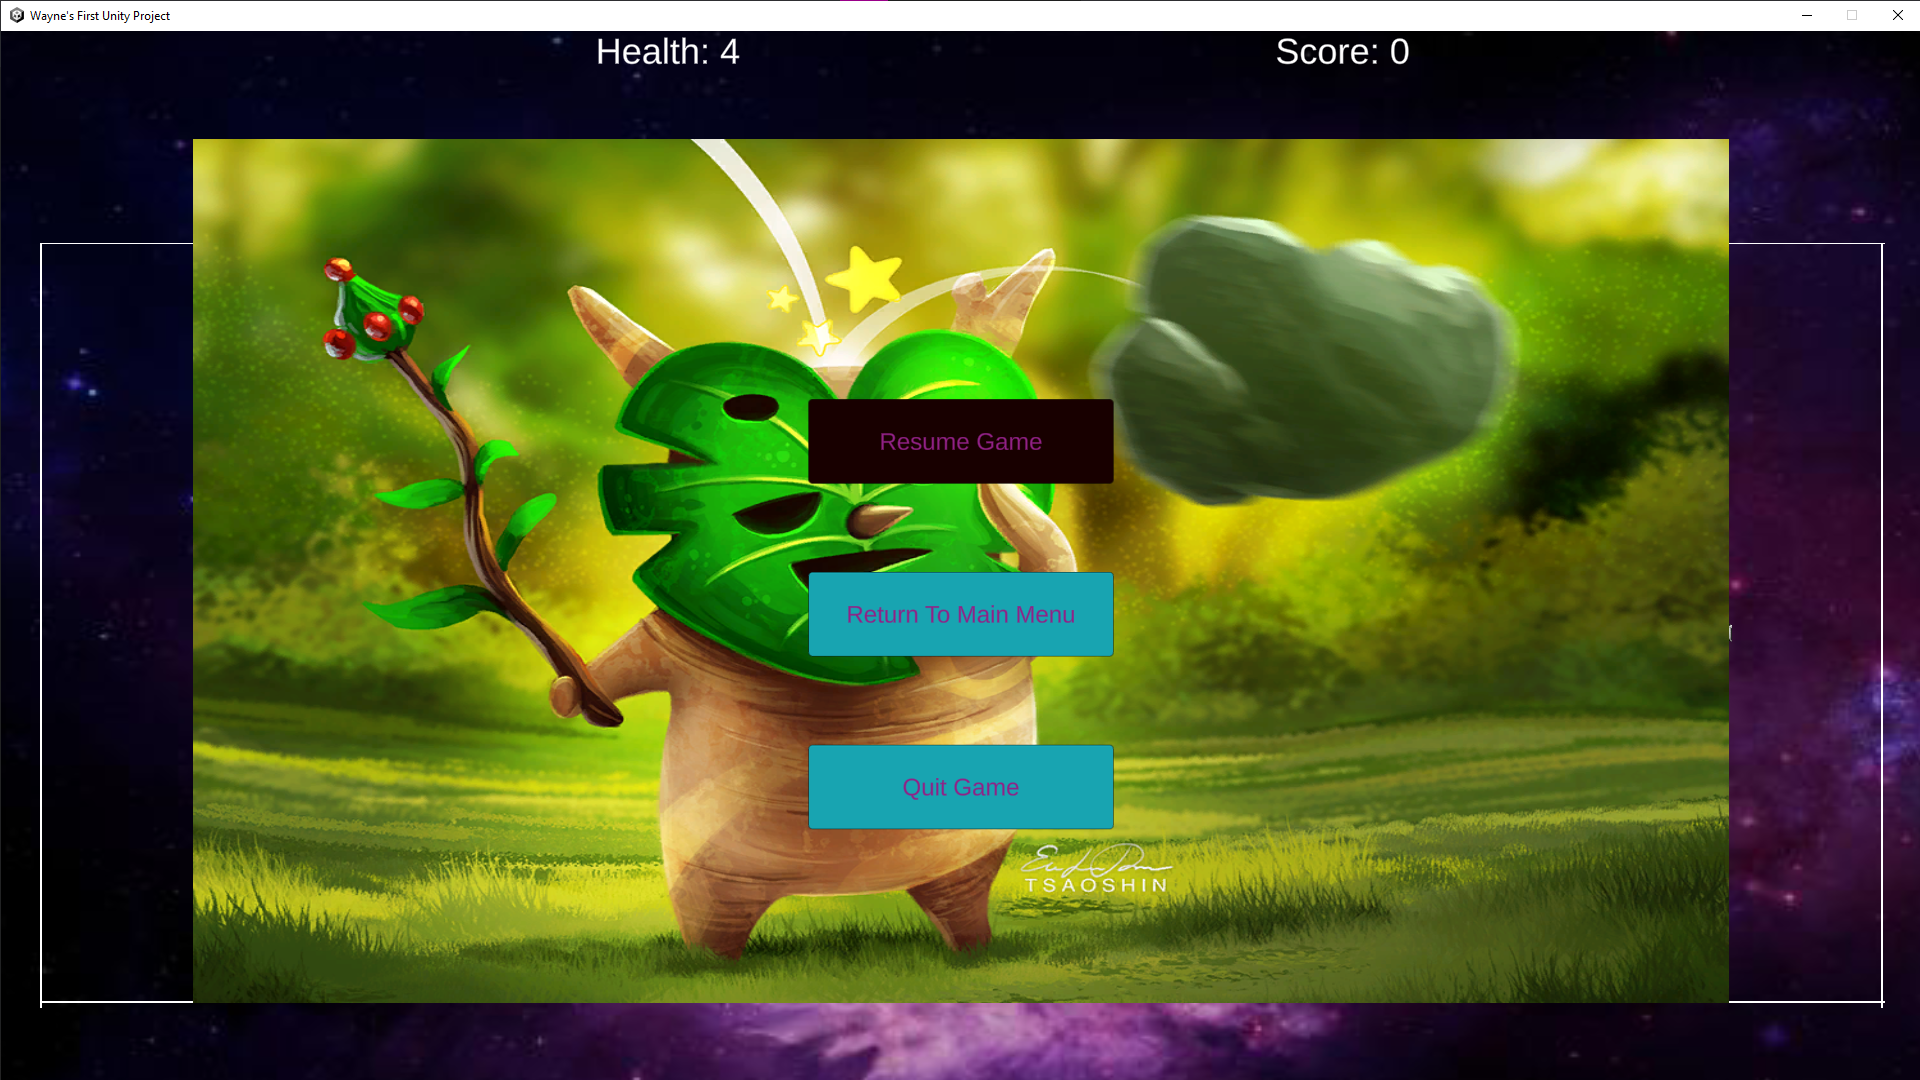 Wayne's First Unity Project
Health: 4
Score: 0
Resume Game
Return To Main Menu
Quit Game
TSAOSHIN